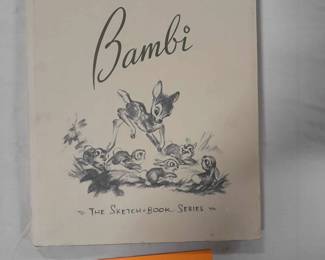 Bambi
The Sketch-Book Series